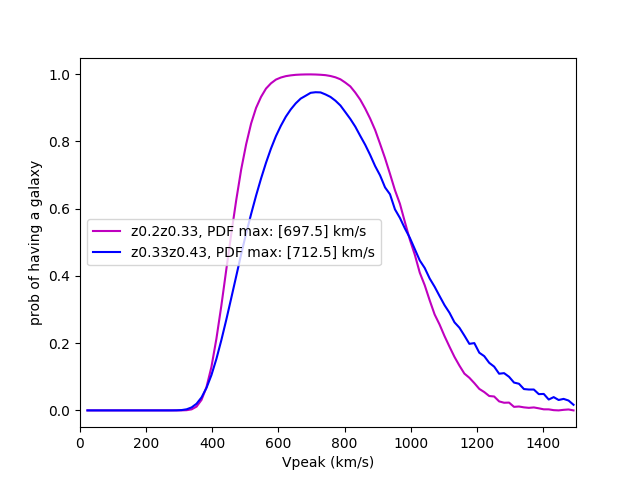 1.0
0.8
0.6
0.4
0.2
0.0
prob of having a galaxy
z0.2z0.33, PDF max: [697.5] km/s
z0.33z0.43, PDF max: [712.5] km/s
0 200 400 600 800 1000 1200 1400
Vpeak (km/s)